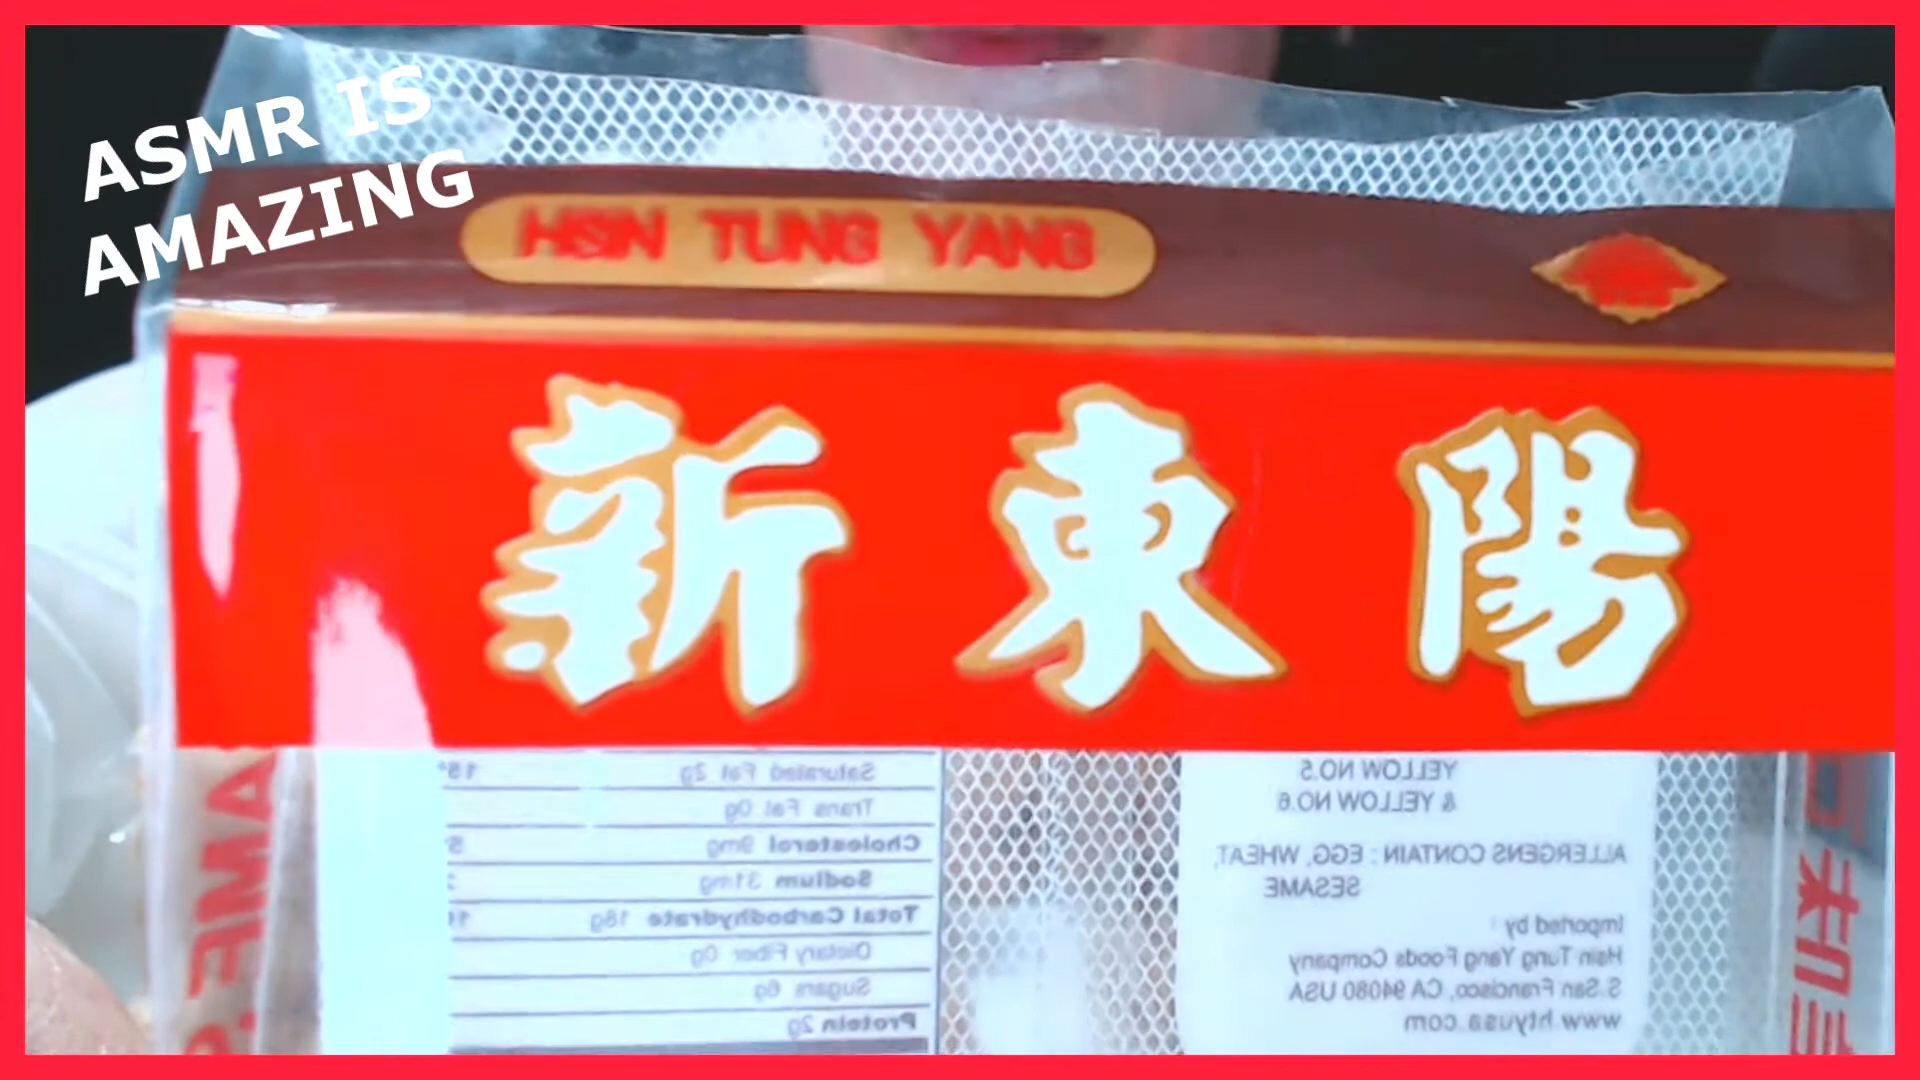 ASMR IS
AMAZING
HSIN TUNG YANG
新東陽
Saturated Fat 2g
Trans Fat 0g
Cholesterol 9mg
Sodium 31mg
Total Carbodhydrate 18g
Dietary Fiber 0g
Sugars 6g
Protein 2g
YELLOW NO.5
& YELLOW NO.6
ALLERGENS CONTAIN : EGG, WHEAT,
SESAME
Imported by :
Hsin Tung Yang Foods Company
S.San Francisco, CA 94080 USA
www.htyusa.com